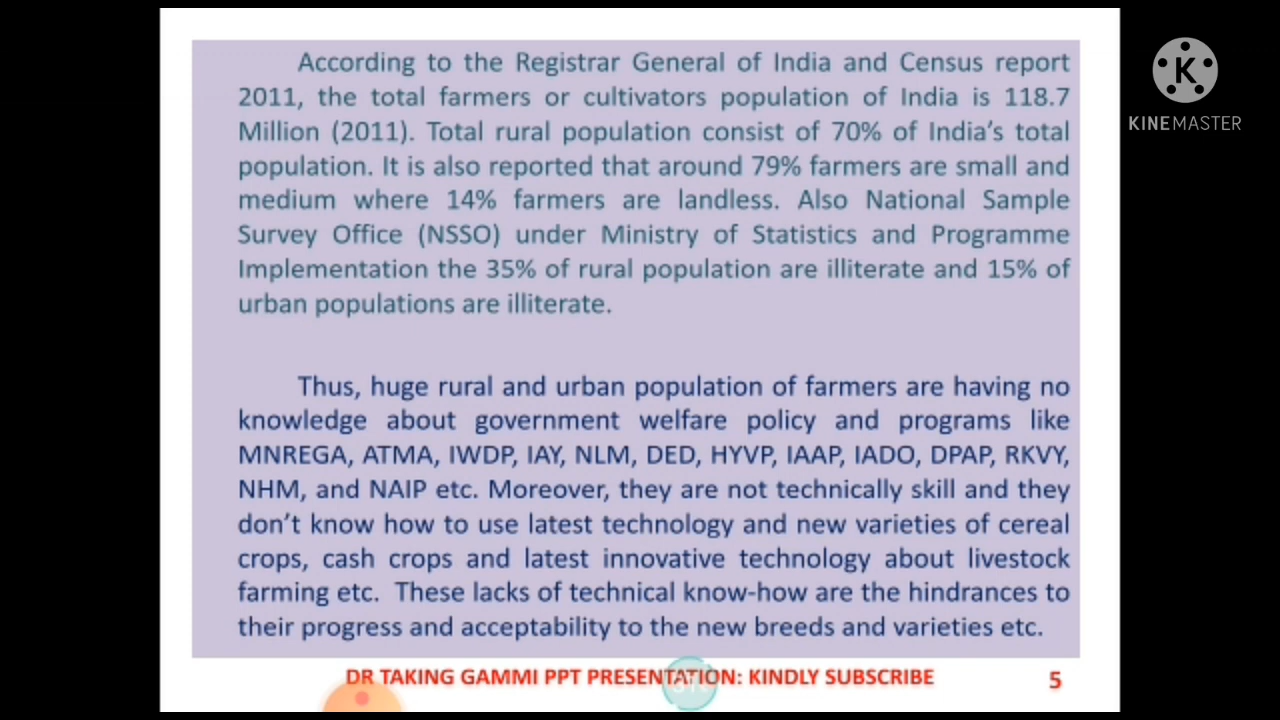 According to the Registrar General of India and Census report
2011, the total farmers or cultivators population of India is 118.7
Million (2011). Total rural population consist of 70% of India's total
population. It is also reported that around 79% farmers are small and
medium where 14% farmers are landless. Also National Sample
Survey Office (NSSO) under Ministry of Statistics and Programme
Implementation the 35% of rural population are illiterate and 15% of
urban populations are illiterate.
Thus, huge rural and urban population of farmers are having no
knowledge about government welfare policy and programs like
MNREGA, ATMA, IWDP, IAY, NLM, DED, HYVP, IAAP, IADO, DPAP, RKVY,
NHM, and NAIP etc. Moreover, they are not technically skill and they
don't know how to use latest technology and new varieties of cereal
crops, cash crops and latest innovative technology about livestock
farming etc. These lacks of technical know-how are the hindrances to
their progress and acceptability to the new breeds and varieties etc.
DR TAKING GAMMI PPT PRESENTATION: KINDLY SUBSCRIBE
5
K
KINEMASTER